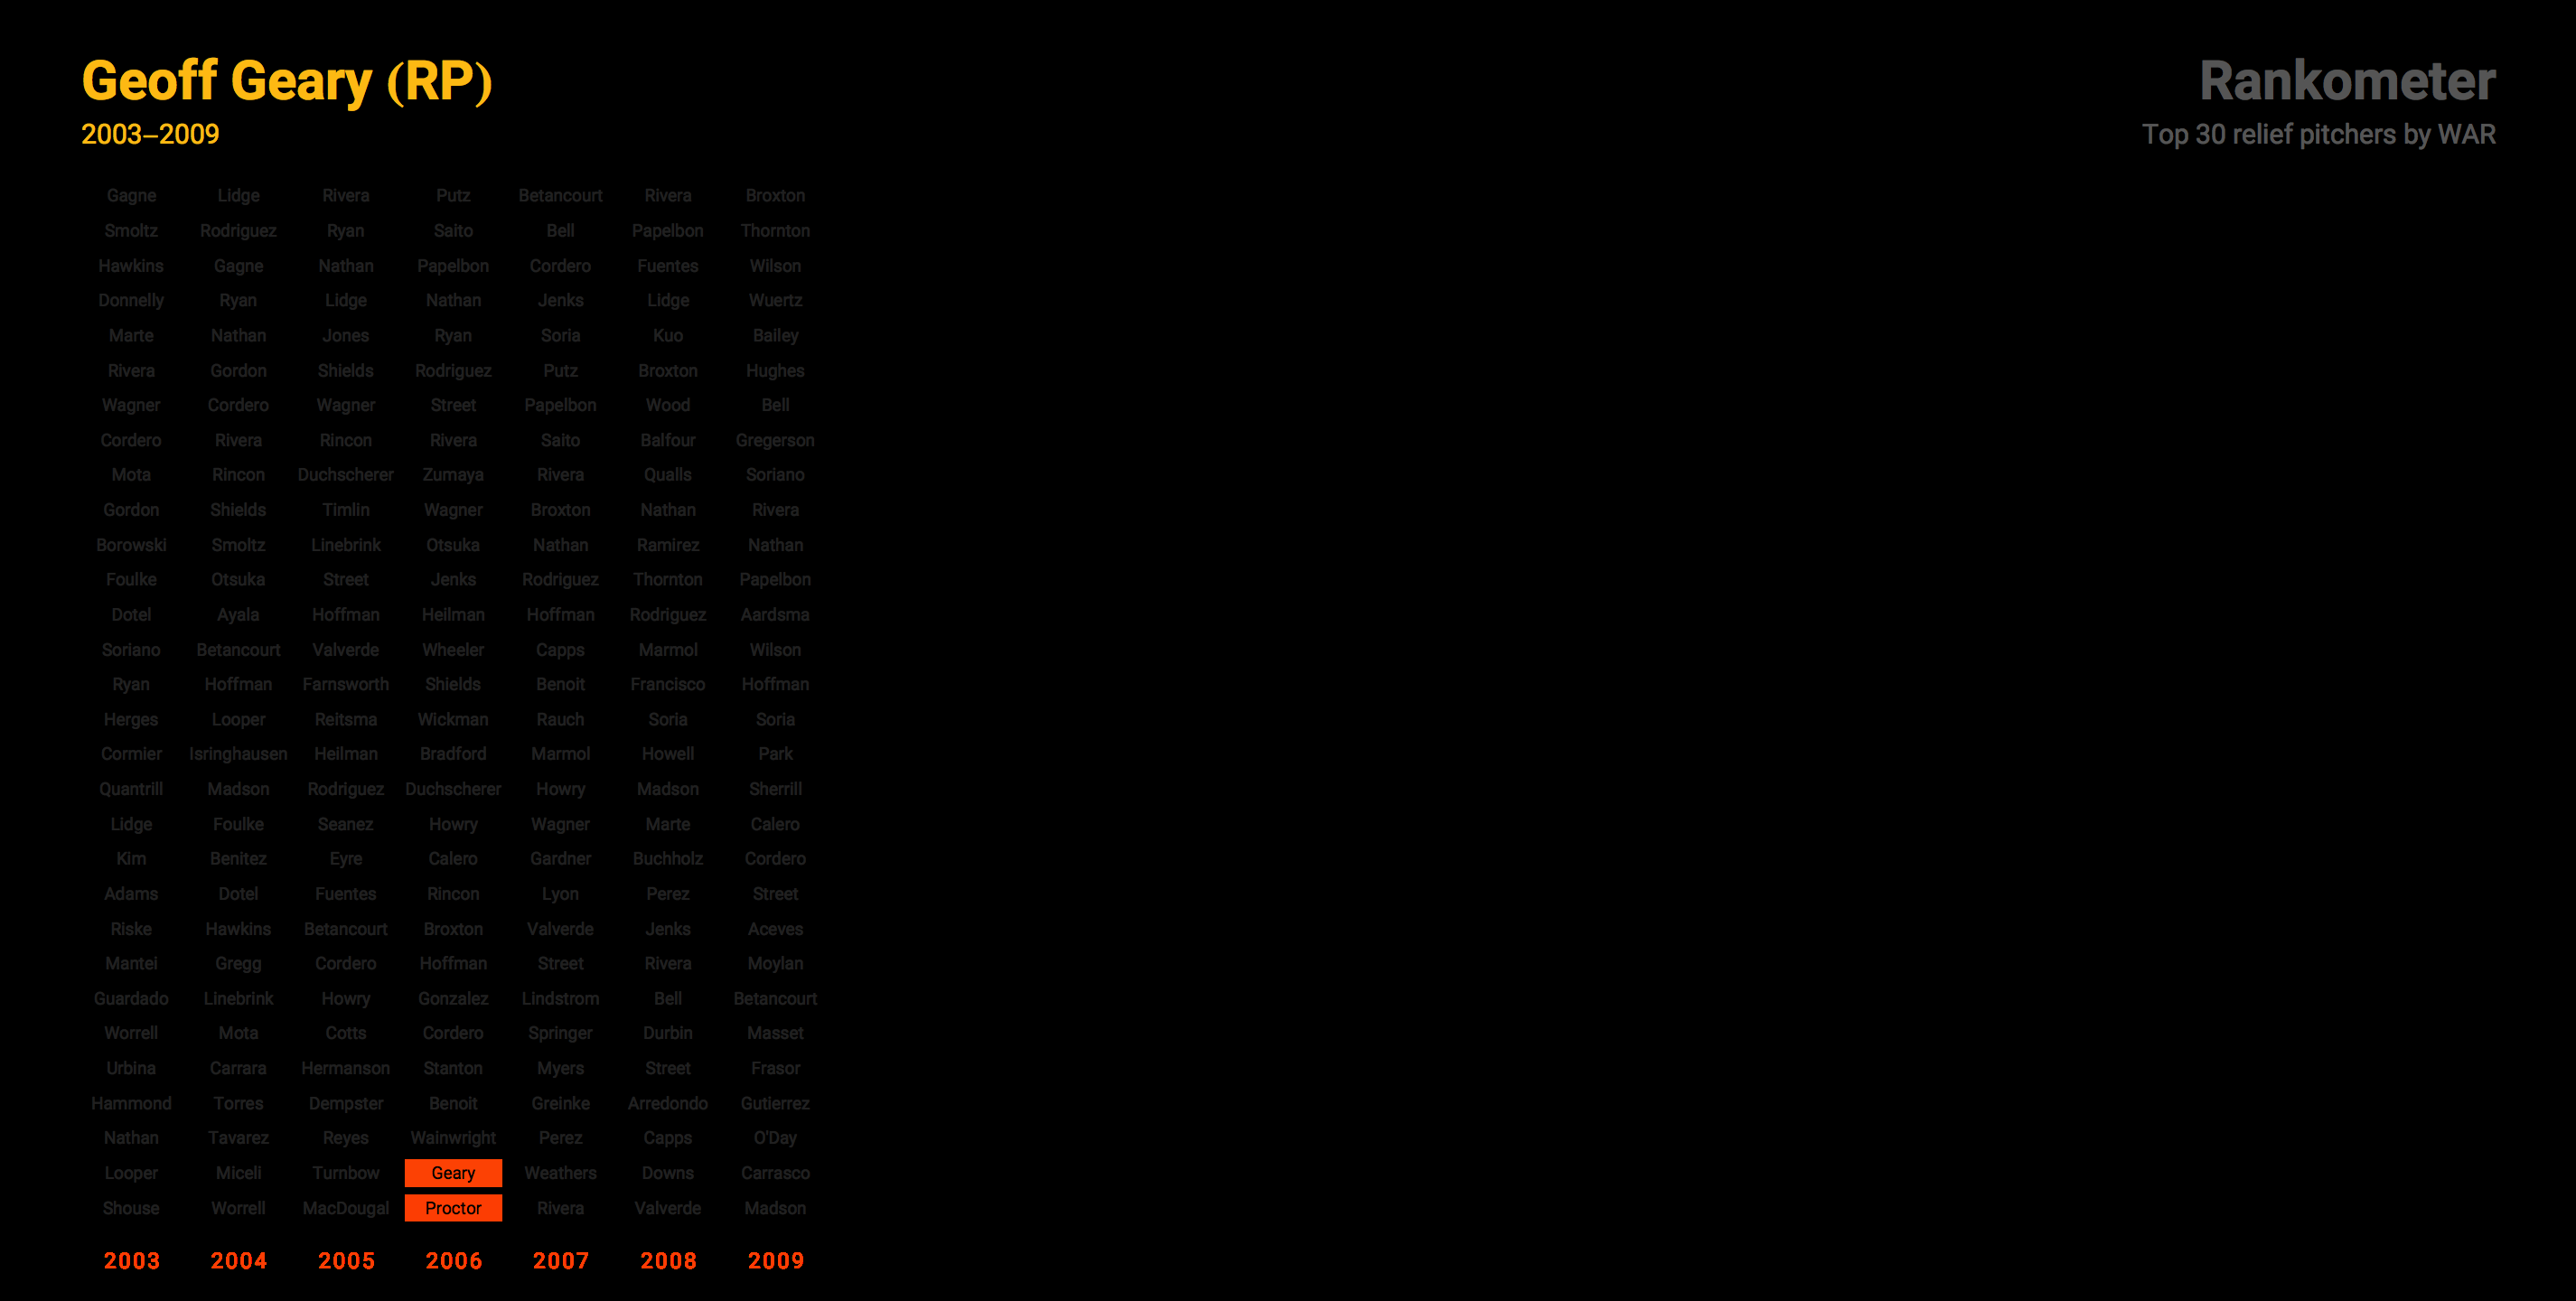 Geoff Geary (RP)
2003–2009
Rankometer
Top 30 relief pitchers by WAR
Gagne Lidge Rivera Putz Betancourt Rivera Broxton
Smoltz Rodriguez Ryan Saito Bell Papelbon Thornton
Hawkins Gagne Nathan Papelbon Cordero Fuentes Wilson
Donnelly Ryan Lidge Nathan Jenks Lidge Wuertz
Marte Nathan Jones Ryan Soria Kuo Bailey
Rivera Gordon Shields Rodriguez Putz Broxton Hughes
Wagner Cordero Wagner Street Papelbon Wood Bell
Cordero Rivera Rincon Rivera Saito Balfour Gregerson
Mota Rincon Duchscherer Zumaya Rivera Qualls Soriano
Gordon Shields Timlin Wagner Broxton Nathan Rivera
Borowski Smoltz Linebrink Otsuka Nathan Ramirez Nathan
Foulke Otsuka Street Jenks Rodriguez Thornton Papelbon
Dotel Ayala Hoffman Heilman Hoffman Rodriguez Aardsma
Soriano Betancourt Valverde Wheeler Capps Marmol Wilson
Ryan Hoffman Farnsworth Shields Benoit Francisco Hoffman
Herges Looper Reitsma Wickman Rauch Soria Soria
Cormier Isringhausen Heilman Bradford Marmol Howell Park
Quantrill Madson Rodriguez Duchscherer Howry Madson Sherrill
Lidge Foulke Seanez Howry Wagner Marte Calero
Kim Benitez Eyre Calero Gardner Buchholz Cordero
Adams Dotel Fuentes Rincon Lyon Perez Street
Riske Hawkins Betancourt Broxton Valverde Jenks Aceves
Mantei Gregg Cordero Hoffman Street Rivera Moylan
Guardado Linebrink Howry Gonzalez Lindstrom Bell Betancourt
Worrell Mota Cotts Cordero Springer Durbin Masset
Urbina Carrara Hermanson Stanton Myers Street Frasor
Hammond Torres Dempster Benoit Greinke Arredondo Gutierrez
Nathan Tavarez Reyes Wainwright Perez Capps O'Day
Looper Miceli Turnbow Geary Weathers Downs Carrasco
Shouse Worrell MacDougal Proctor Rivera Valverde Madson
2003 2004 2005 2006 2007 2008 2009